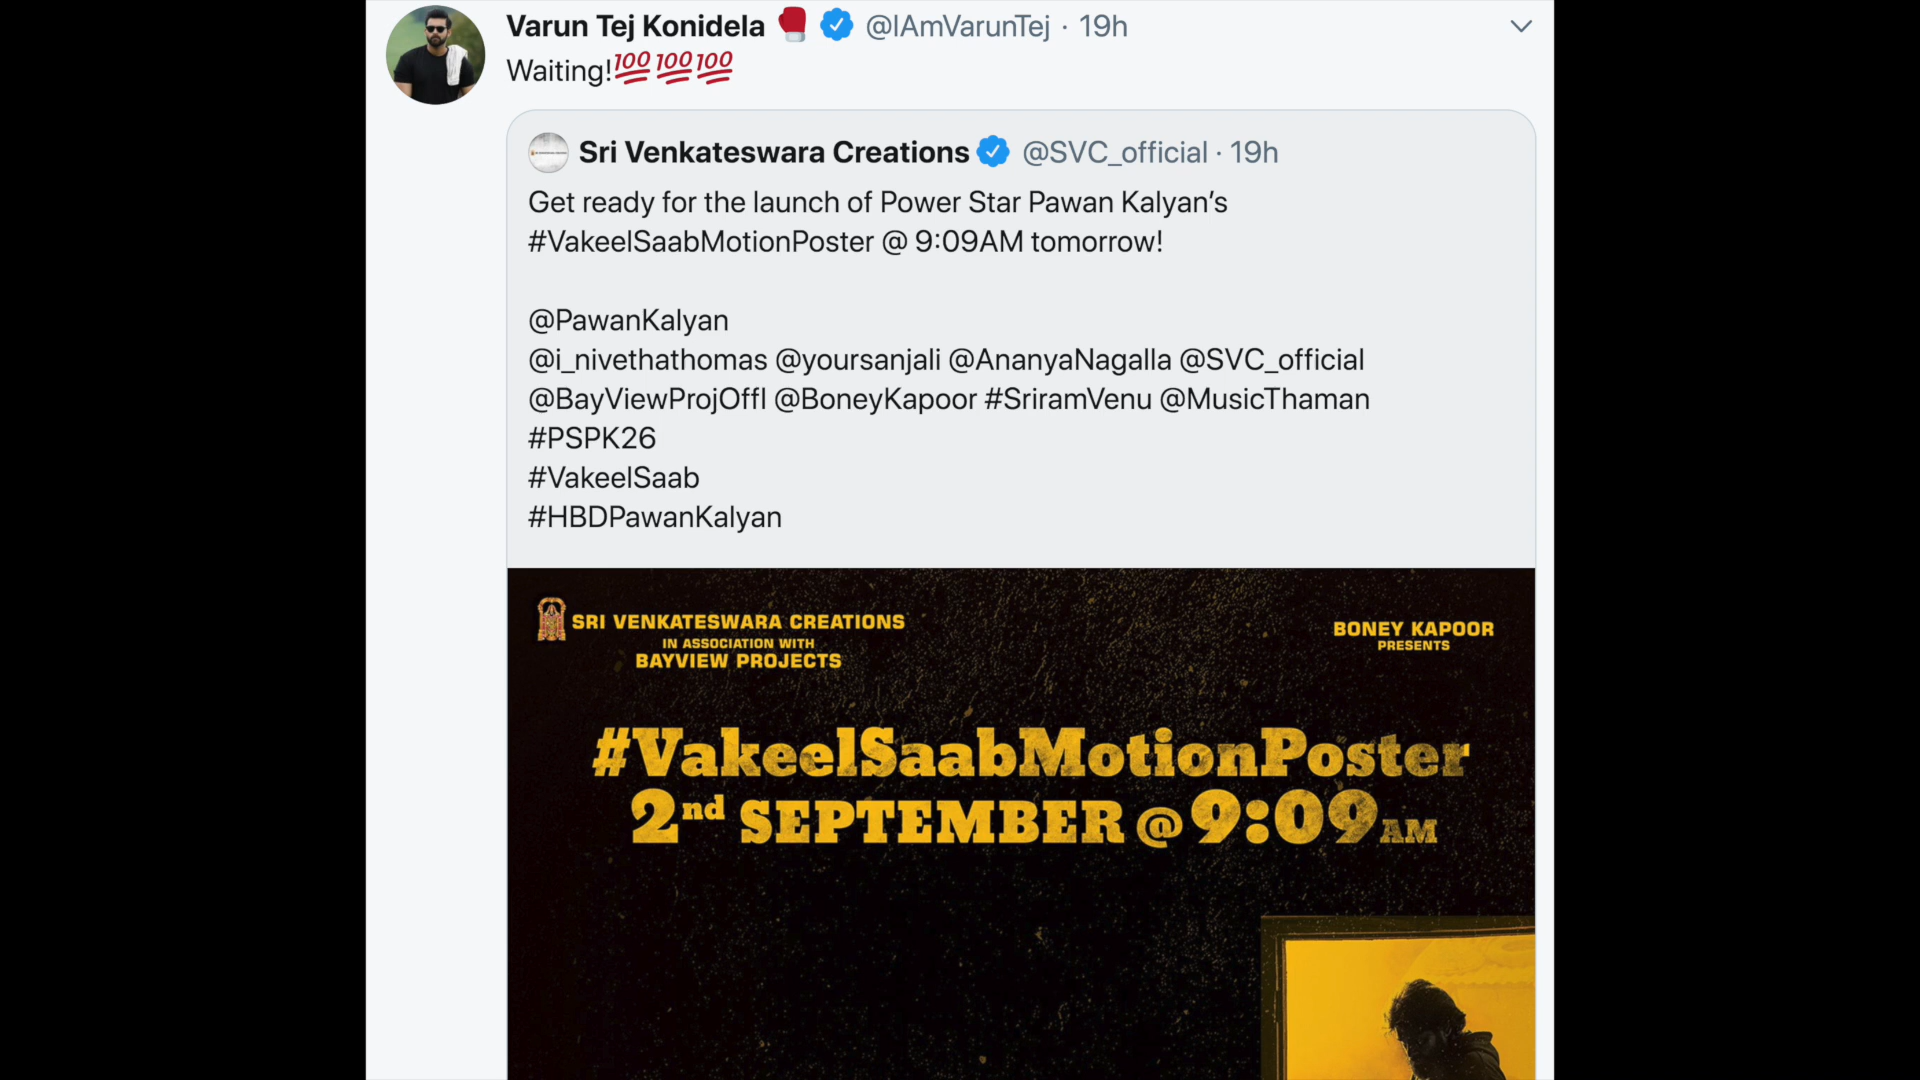 Varun Tej Konidela 🥊 @IAmVarunTej · 19h
Waiting!💯💯💯
Sri Venkateswara Creations @SVC_official · 19h
Get ready for the launch of Power Star Pawan Kalyan’s
#VakeelSaabMotionPoster @ 9:09AM tomorrow!
@PawanKalyan
@i_nivethathomas @yoursanjali @AnanyaNagalla @SVC_official
@BayViewProjOffl @BoneyKapoor #SriramVenu @MusicThaman
#PSPK26
#VakeelSaab
#HBDPawanKalyan
SRI VENKATESWARA CREATIONS
IN ASSOCIATION WITH
BAYVIEW PROJECTS
BONEY KAPOOR
PRESENTS
#VakeelSaabMotionPoster
2nd SEPTEMBER @ 9:09 AM